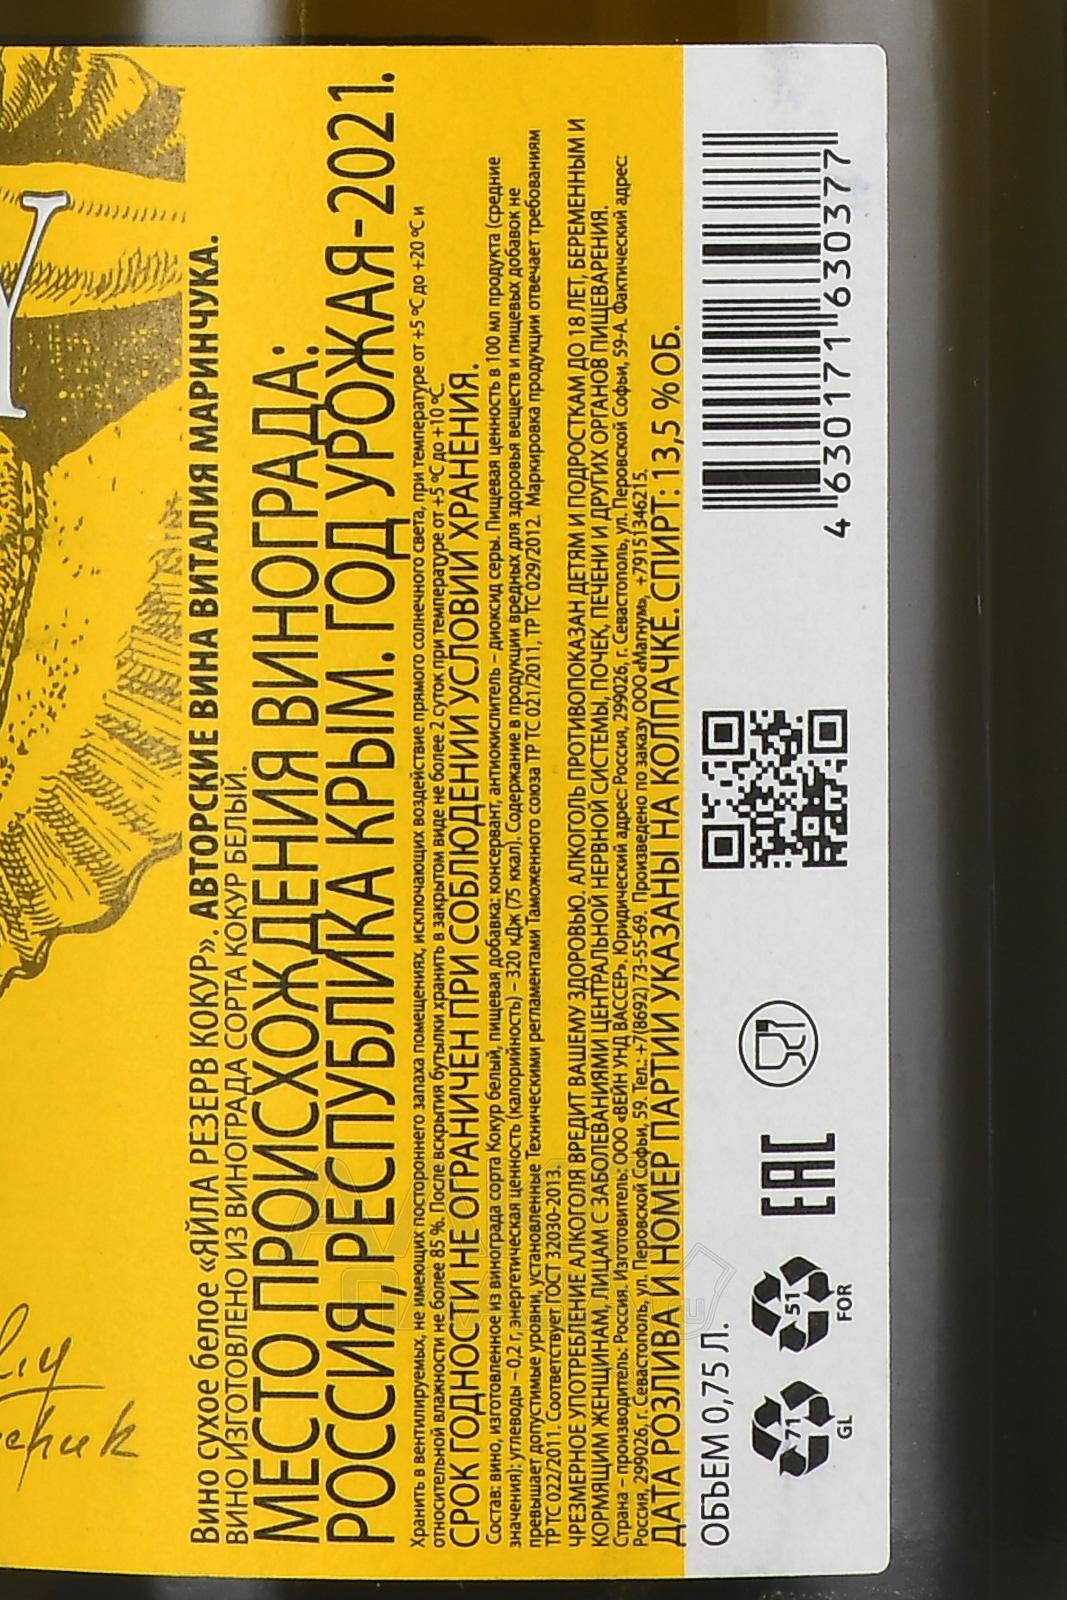 Y
Вино сухое белое «ЯЙЛА РЕЗЕРВ КОКУР». АВТОРСКИЕ ВИНА ВИТАЛИЯ МАРИНЧУКА.
ВИНО ИЗГОТОВЛЕНО ИЗ ВИНОГРАДА СОРТА КОКУР БЕЛЫЙ.
МЕСТО ПРОИСХОЖДЕНИЯ ВИНОГРАДА:
РОССИЯ, РЕСПУБЛИКА КРЫМ. ГОД УРОЖАЯ-2021.
Хранить в вентилируемых, не имеющих постороннего запаха помещениях, исключающих воздействие прямого солнечного света, при температуре от +5 °С до +20 °С и
относительной влажности не более 85 %. После вскрытия бутылки хранить в закрытом виде не более 2 суток при температуре от +5 °С до +10 °С.
СРОК ГОДНОСТИ НЕ ОГРАНИЧЕН ПРИ СОБЛЮДЕНИИ УСЛОВИЙ ХРАНЕНИЯ.
Состав: вино, изготовленное из винограда сорта Кокур белый, пищевая добавка: консервант, антиокислитель – диоксид серы. Пищевая ценность в 100 мл продукта (средние
значения): углеводы – 0,2 г, энергетическая ценность (калорийность) – 320 кДж (75 ккал). Содержание в продукции вредных для здоровья веществ и пищевых добавок не
превышает допустимые уровни, установленные Техническими регламентами Таможенного союза ТР ТС 021/2011, ТР ТС 029/2012. Маркировка продукции отвечает требованиям
ТР ТС 022/2011. Соответствует ГОСТ 32030-2013.
ЧРЕЗМЕРНОЕ УПОТРЕБЛЕНИЕ АЛКОГОЛЯ ВРЕДИТ ВАШЕМУ ЗДОРОВЬЮ. АЛКОГОЛЬ ПРОТИВОПОКАЗАН ДЕТЯМ И ПОДРОСТКАМ ДО 18 ЛЕТ, БЕРЕМЕННЫМ И
КОРМЯЩИМ ЖЕНЩИНАМ, ЛИЦАМ С ЗАБОЛЕВАНИЯМИ ЦЕНТРАЛЬНОЙ НЕРВНОЙ СИСТЕМЫ, ПОЧЕК, ПЕЧЕНИ И ДРУГИХ ОРГАНОВ ПИЩЕВАРЕНИЯ.
Страна – производитель: Россия. Изготовитель: ООО «ВЕЙН УНД ВАССЕР». Юридический адрес: Россия, 299026, г. Севастополь, ул. Перовской Софьи, 59-А. Фактический адрес:
Россия, 299026, г. Севастополь, ул. Перовской Софьи, 59. Тел.: +7(8692) 73-55-69. Произведено по заказу ООО «Магнум», +79151346215.
ДАТА РОЗЛИВА И НОМЕР ПАРТИИ УКАЗАНЫ НА КОЛПАЧКЕ. СПИРТ: 13,5 % ОБ.
ОБЪЕМ 0,75 Л.
71
GL
51
FOR
EAC
4 630171 630377